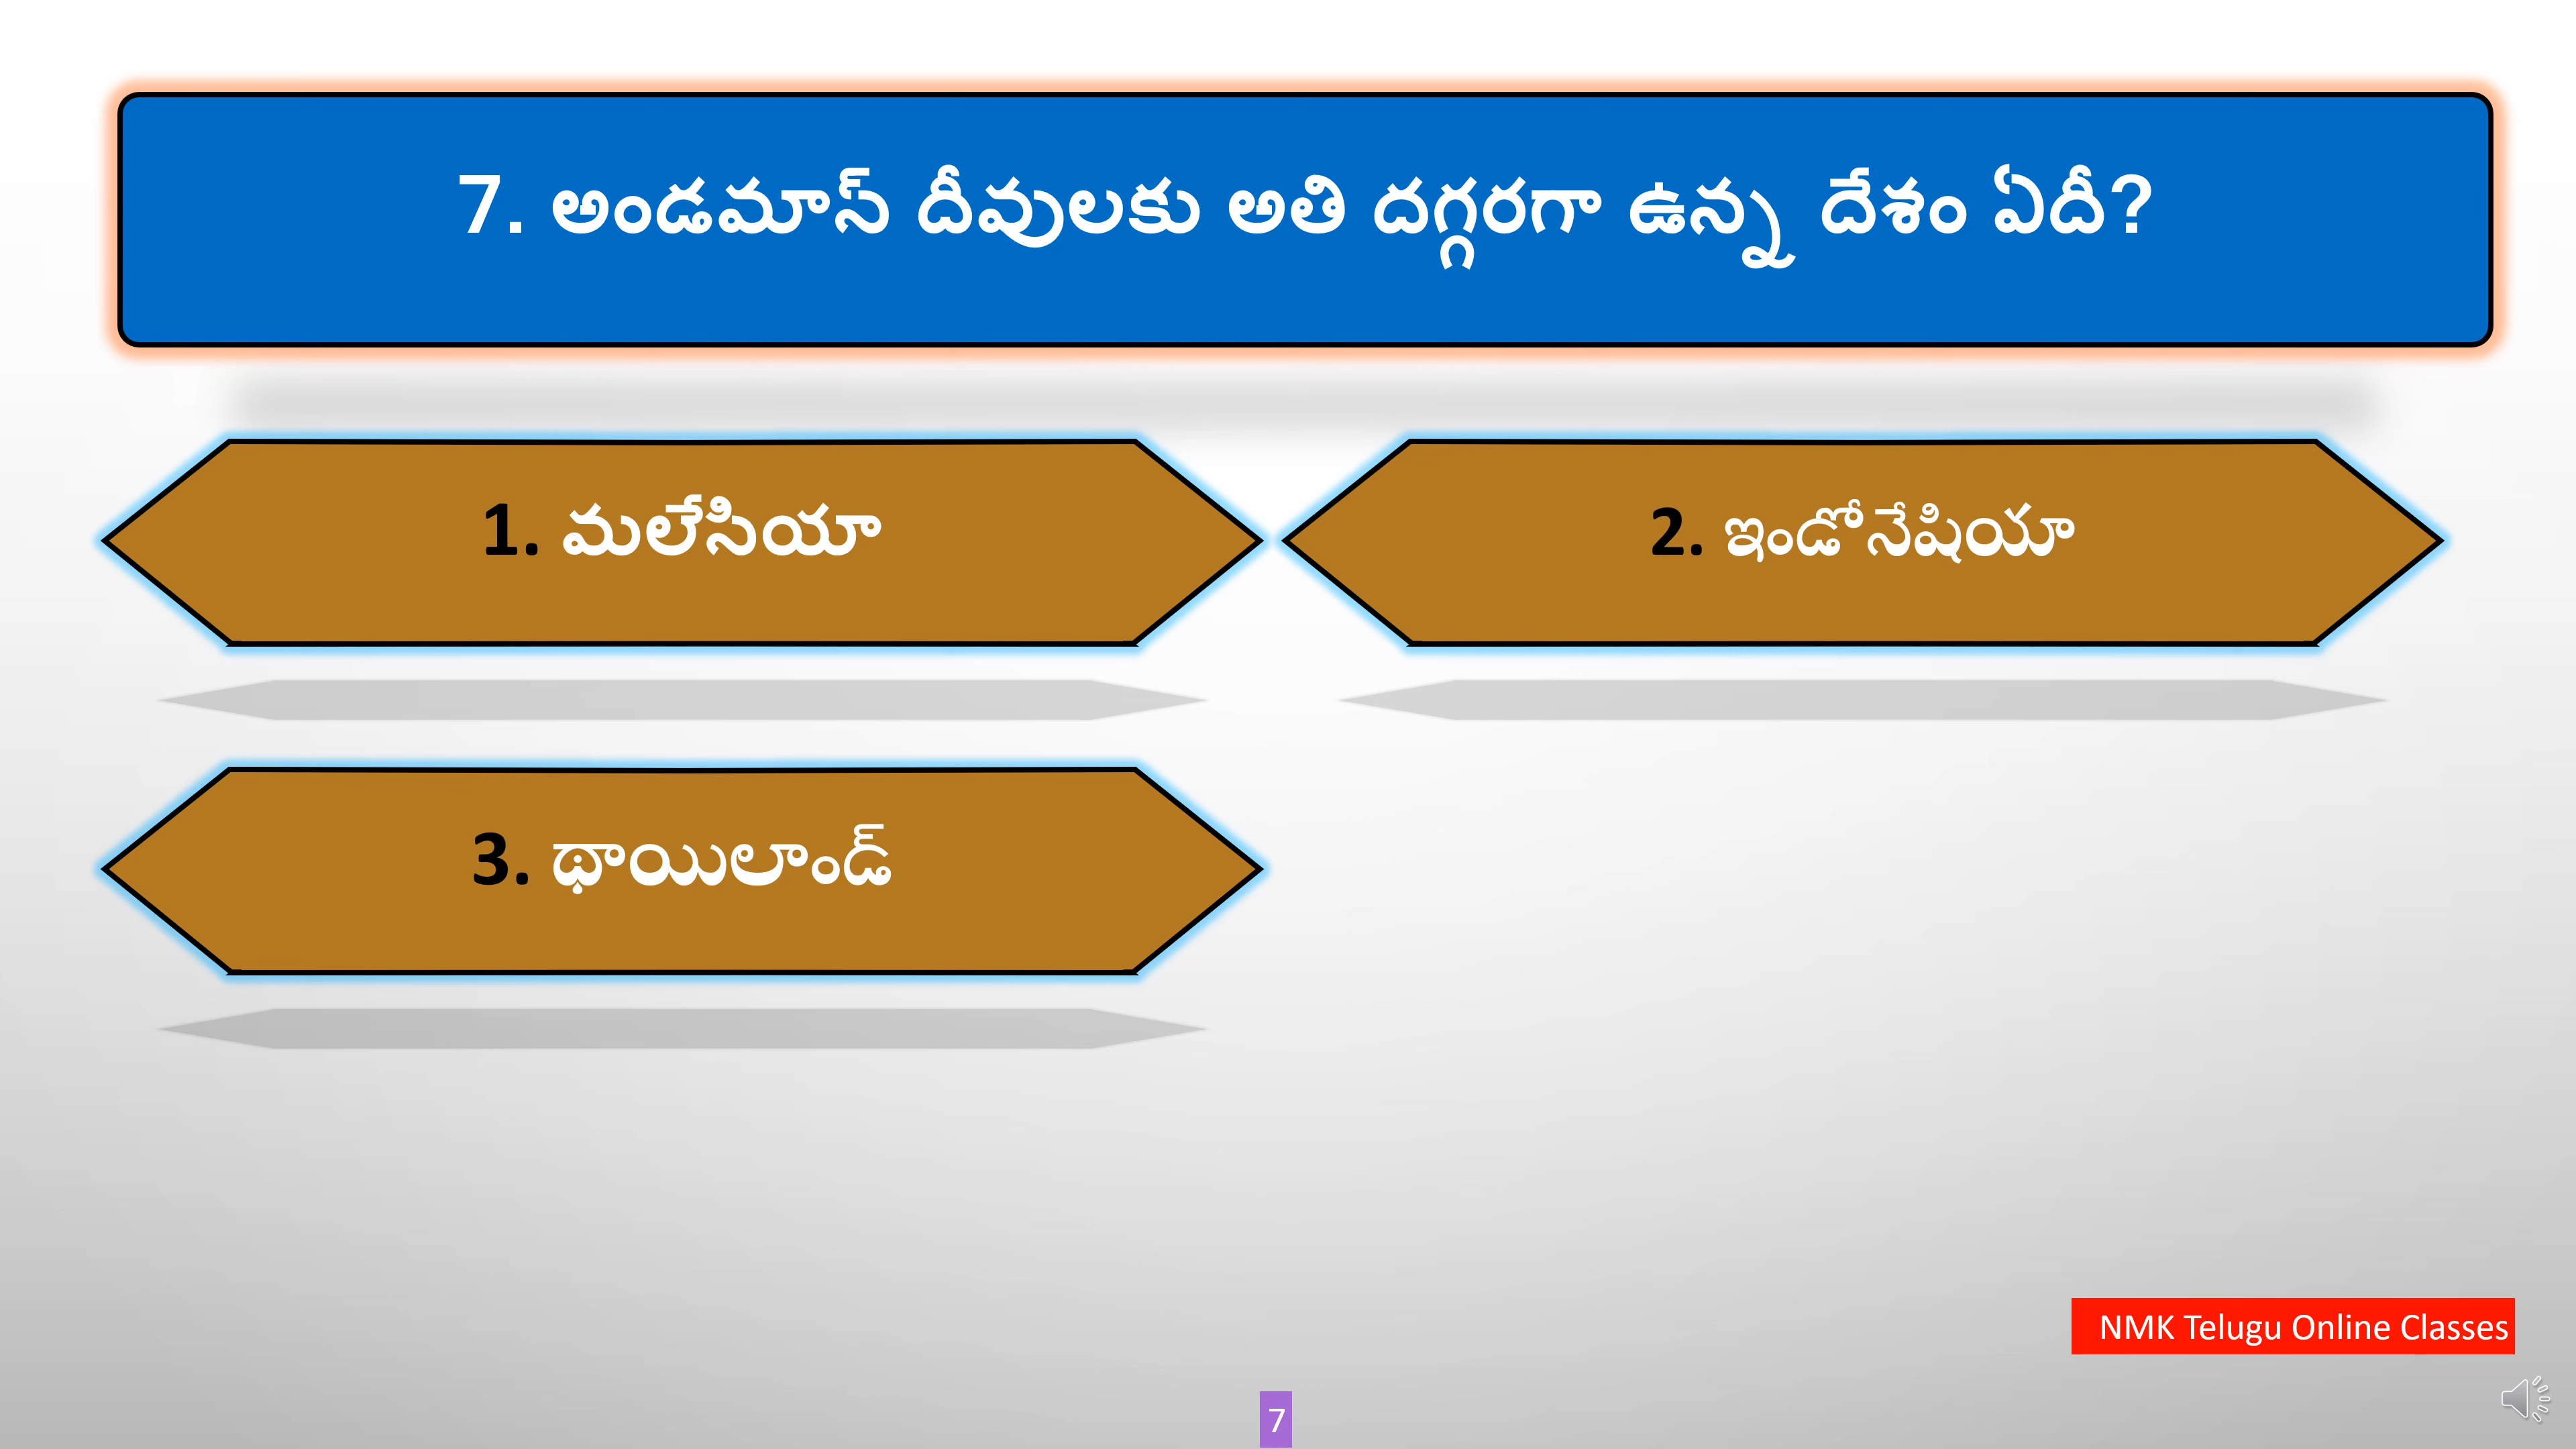 7. అండమాన్ దీవులకు అతి దగ్గరగా ఉన్న దేశం ఏదీ?
1. మలేసియా
2. ఇండోనేషియా
3. థాయిలాండ్
NMK Telugu Online Classes
7